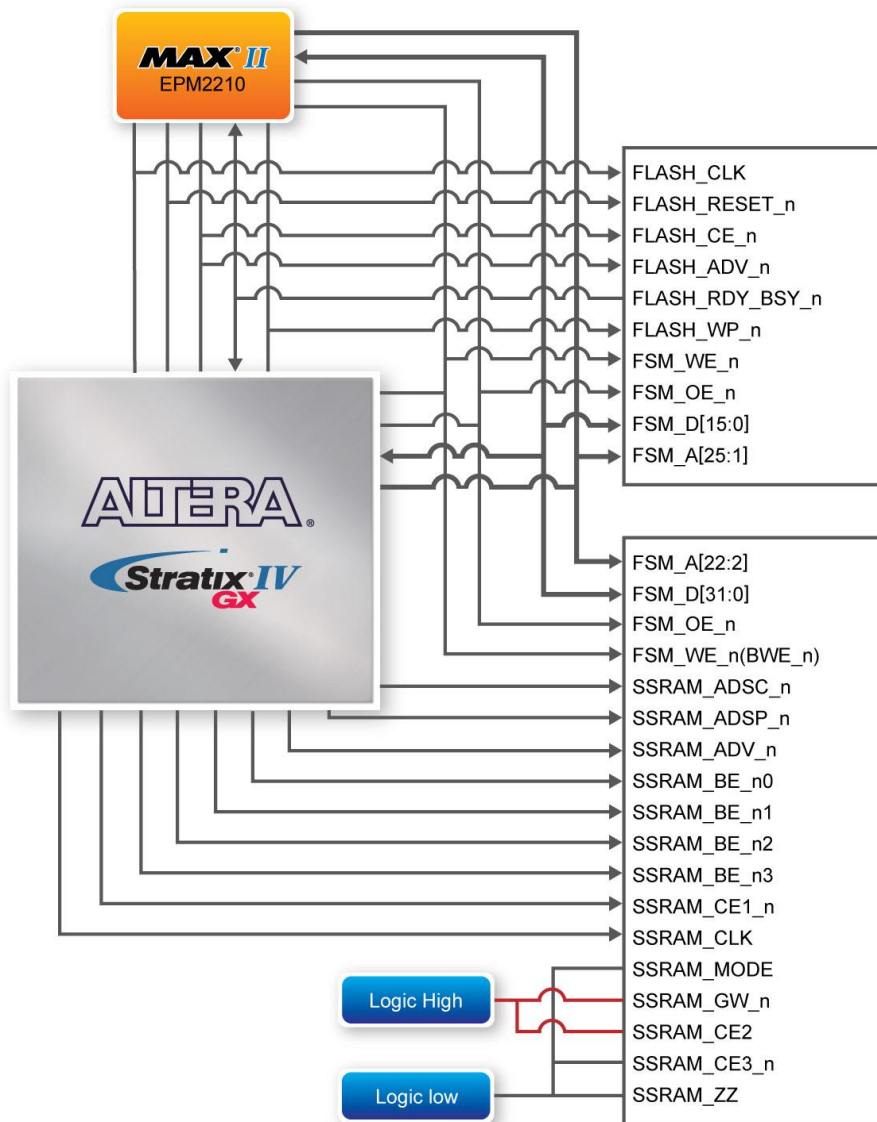 MAX® II
EPM2210
FLASH_CLK
FLASH_RESET_n
FLASH_CE_n
FLASH_ADV_n
FLASH_RDY_BSY_n
FLASH_WP_n
FSM_WE_n
FSM_OE_n
FSM_D[15:0]
FSM_A[25:1]
ALTERA®
Stratix® IV
GX
FSM_A[22:2]
FSM_D[31:0]
FSM_OE_n
FSM_WE_n(BWE_n)
SSRAM_ADSC_n
SSRAM_ADSP_n
SSRAM_ADV_n
SSRAM_BE_n0
SSRAM_BE_n1
SSRAM_BE_n2
SSRAM_BE_n3
SSRAM_CE1_n
SSRAM_CLK
SSRAM_MODE
SSRAM_GW_n
SSRAM_CE2
SSRAM_CE3_n
SSRAM_ZZ
Logic High
Logic low